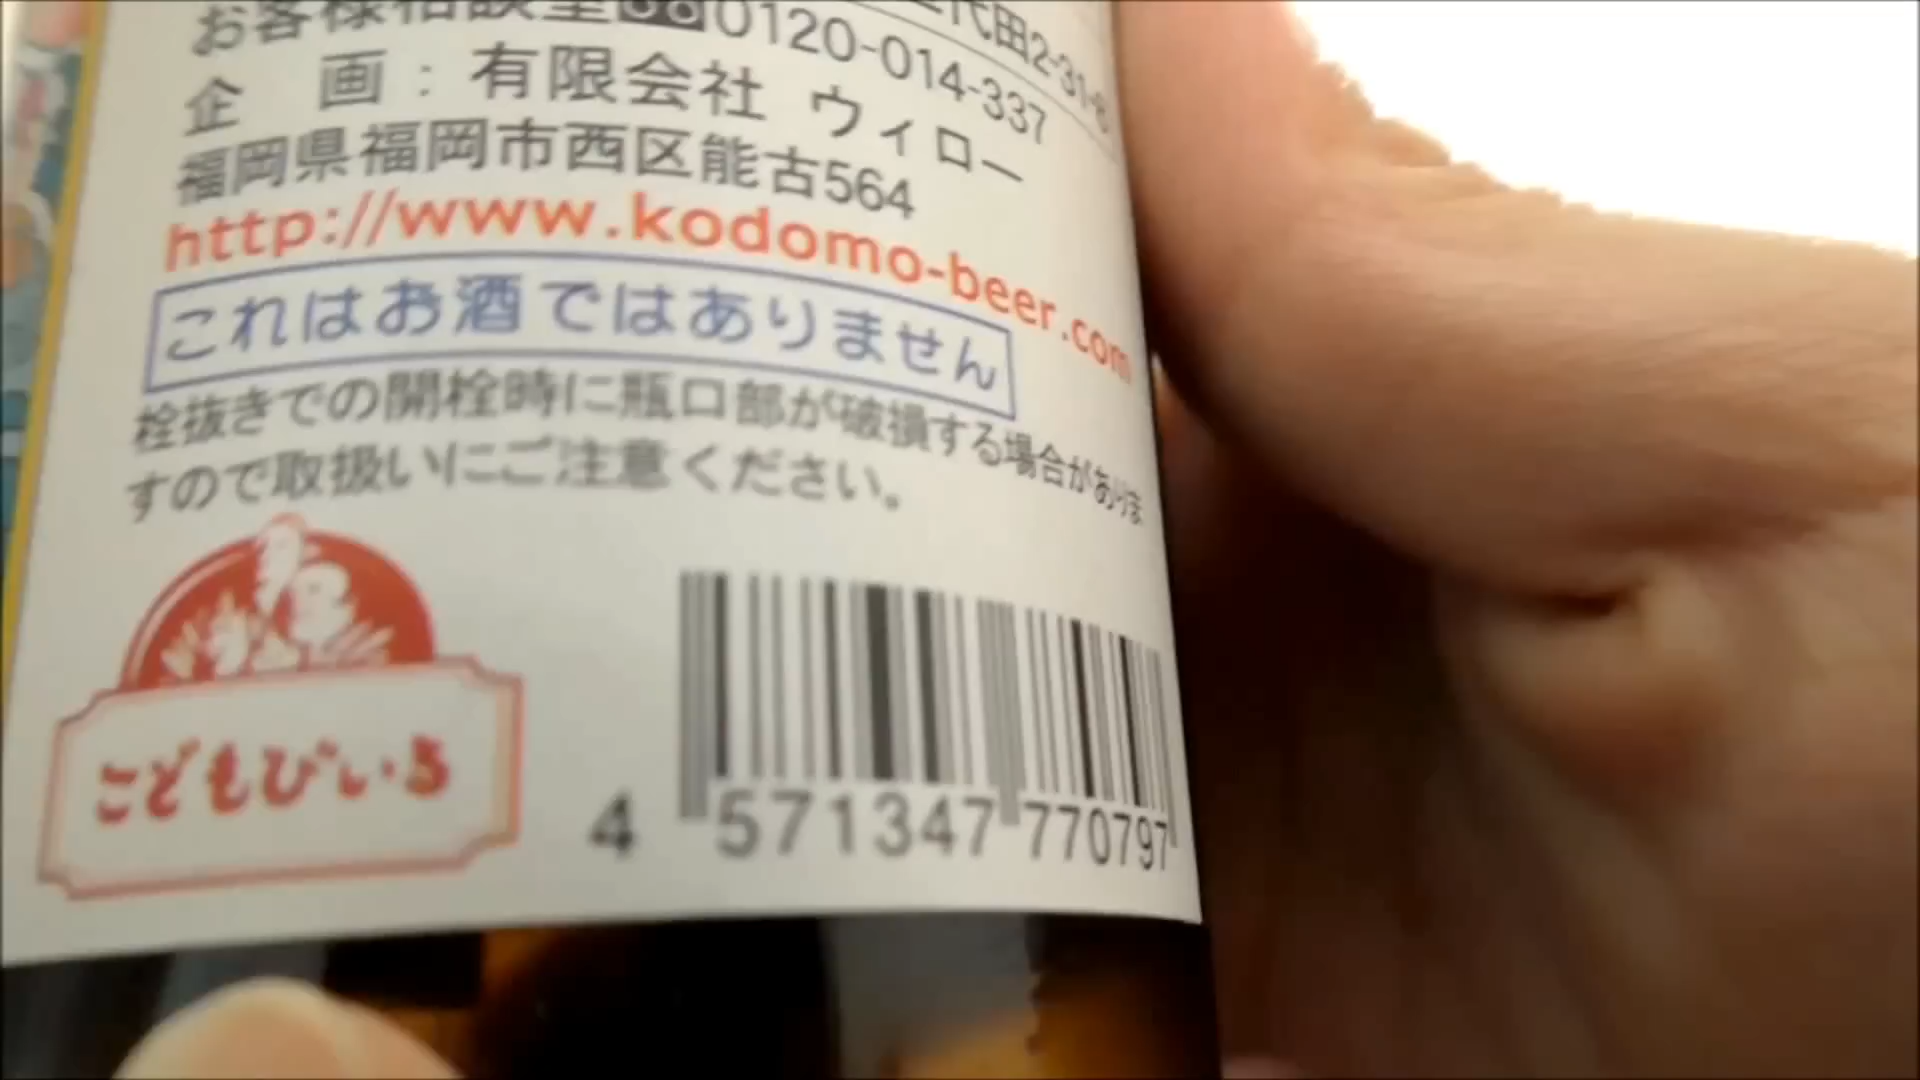 代田2-31-8
お客様相談室 0120-014-337
企　画：有限会社 ウィロー
福岡県福岡市西区能古564
http://www.kodomo-beer.com
これはお酒ではありません
栓抜きでの開栓時に瓶口部が破損する場合がありま
すので取扱いにご注意ください。
こどもびいる
4 571347 770797